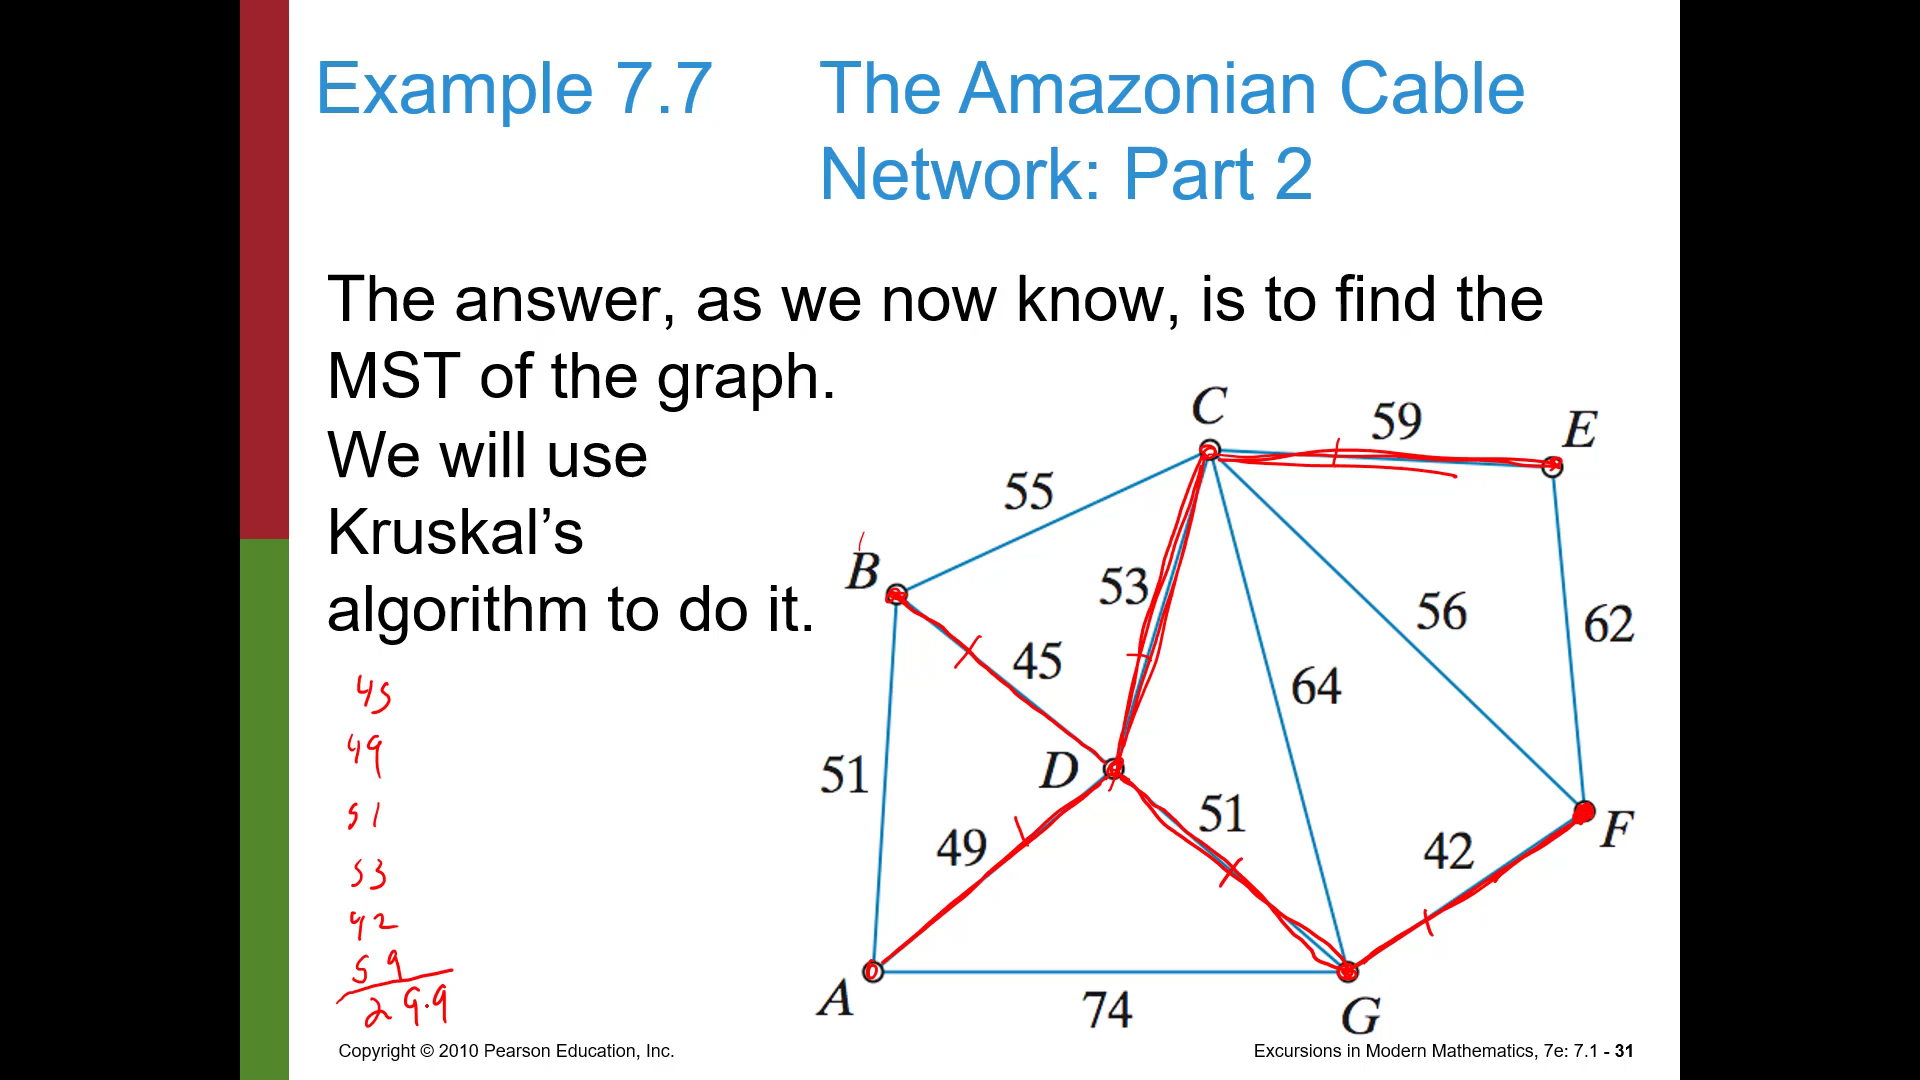 Example 7.7 The Amazonian Cable
Network: Part 2
The answer, as we now know, is to find the
MST of the graph.
We will use
Kruskal’s
algorithm to do it.
C
59
E
55
B
53
56
62
45
64
D
51
51
49
42
F
A
74
G
45
49
51
53
42
59
299
Copyright © 2010 Pearson Education, Inc.
Excursions in Modern Mathematics, 7e: 7.1 - 31